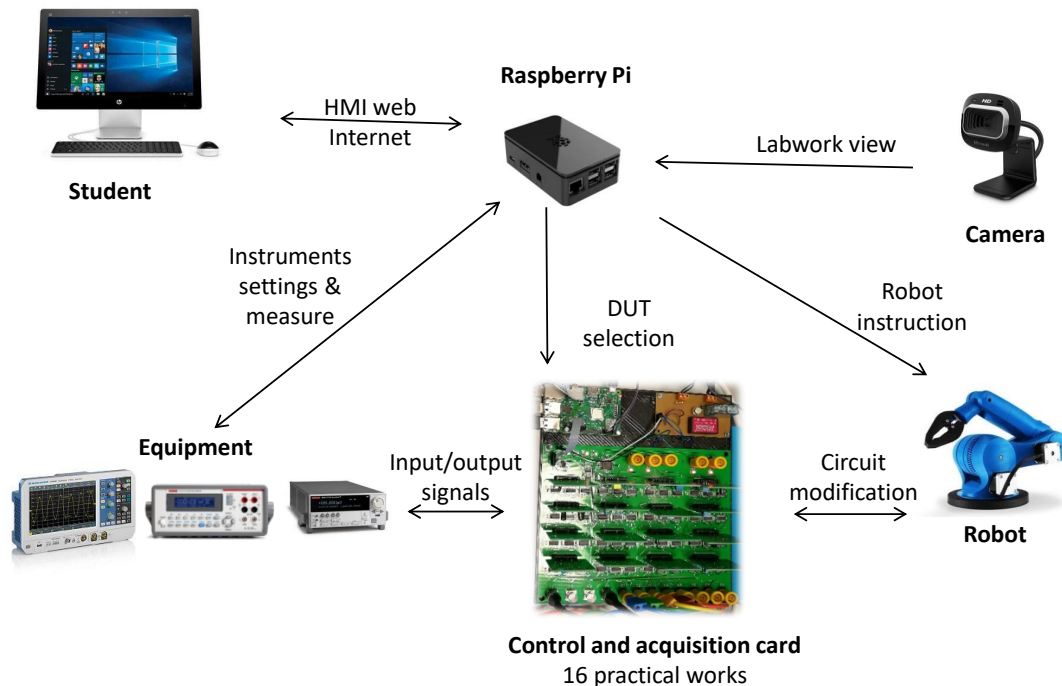 Raspberry Pi
HMI web
Internet
HD
Labwork view
Student
Camera
Instruments
settings &
measure
DUT
selection
Robot
instruction
Equipment
Input/output
signals
Circuit
modification
Robot
Control and acquisition card
16 practical works